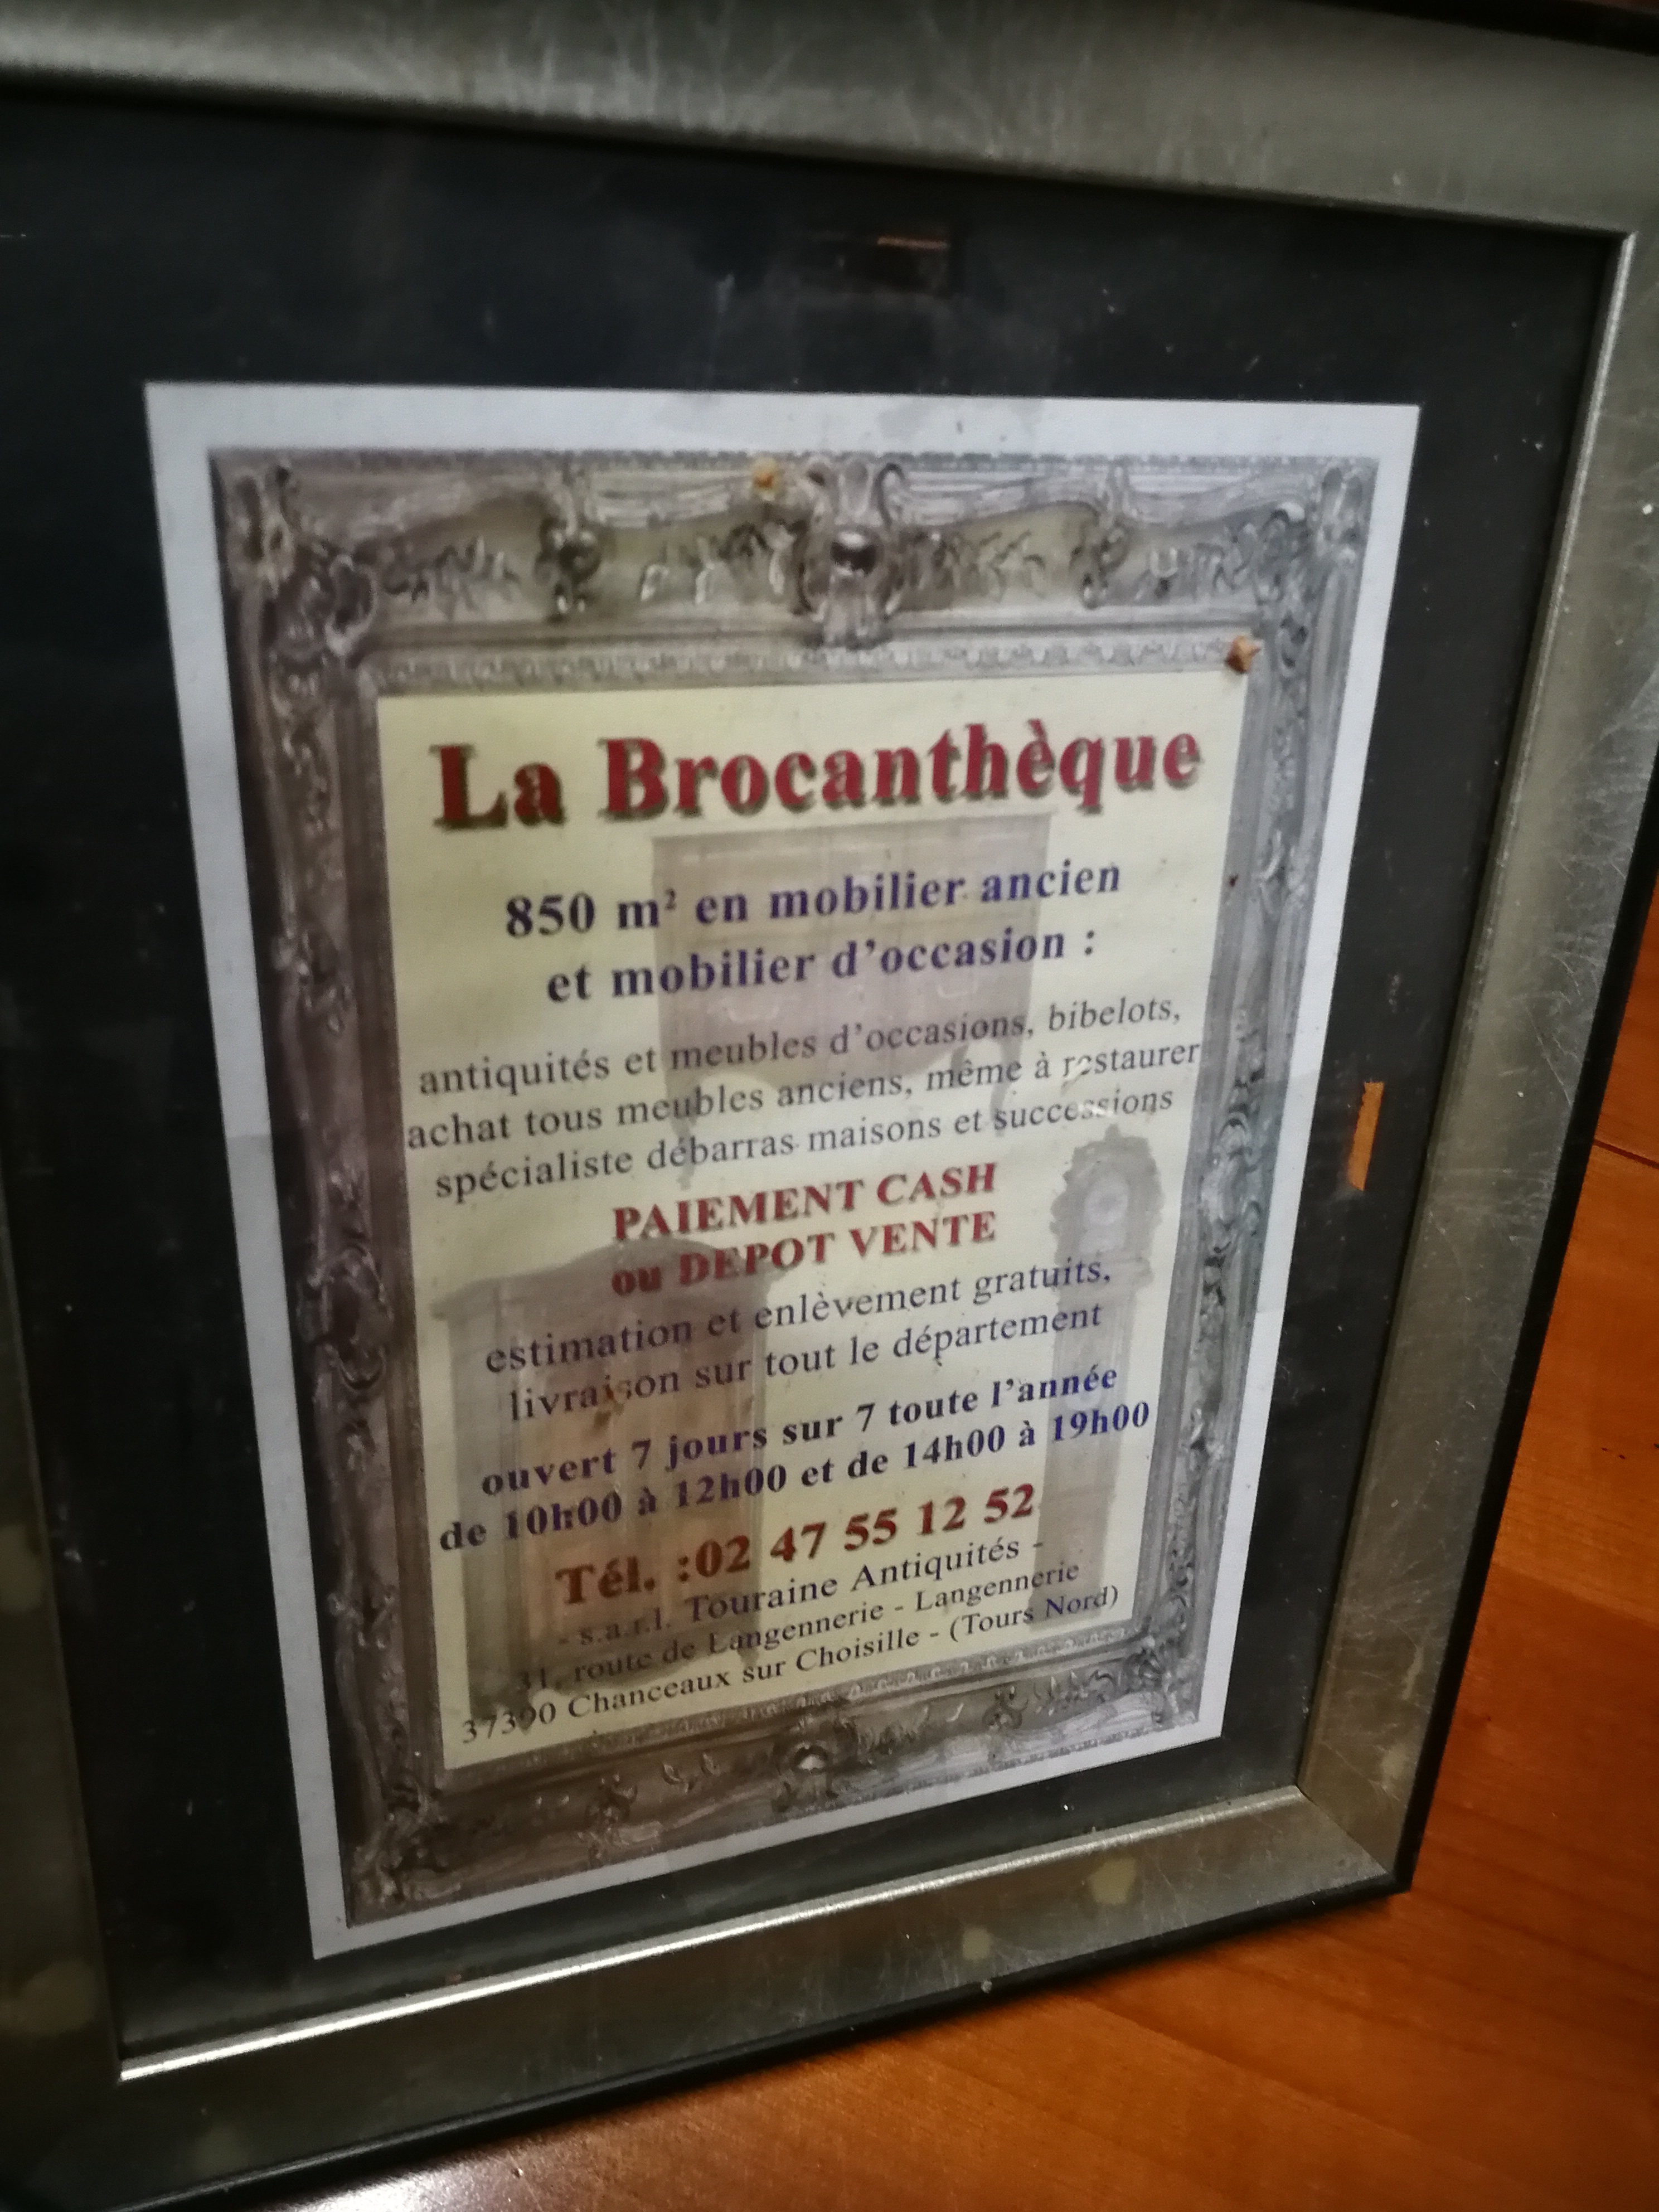 La Brocanthèque
850 m² en mobilier ancien
et mobilier d'occasion :
antiquités et meubles d'occasions, bibelots,
achat tous meubles anciens, même à restaurer
spécialiste débarras maisons et successions
PAIEMENT CASH
ou DEPOT VENTE
estimation et enlèvement gratuits,
livraison sur tout le département
ouvert 7 jours sur 7 toute l'année
de 10h00 à 12h00 et de 14h00 à 19h00
Tél. :02 47 55 12 52
- s.a.r.l. Touraine Antiquités -
31, route de Langennerie - Langennerie
37390 Chanceaux sur Choisille - (Tours Nord)